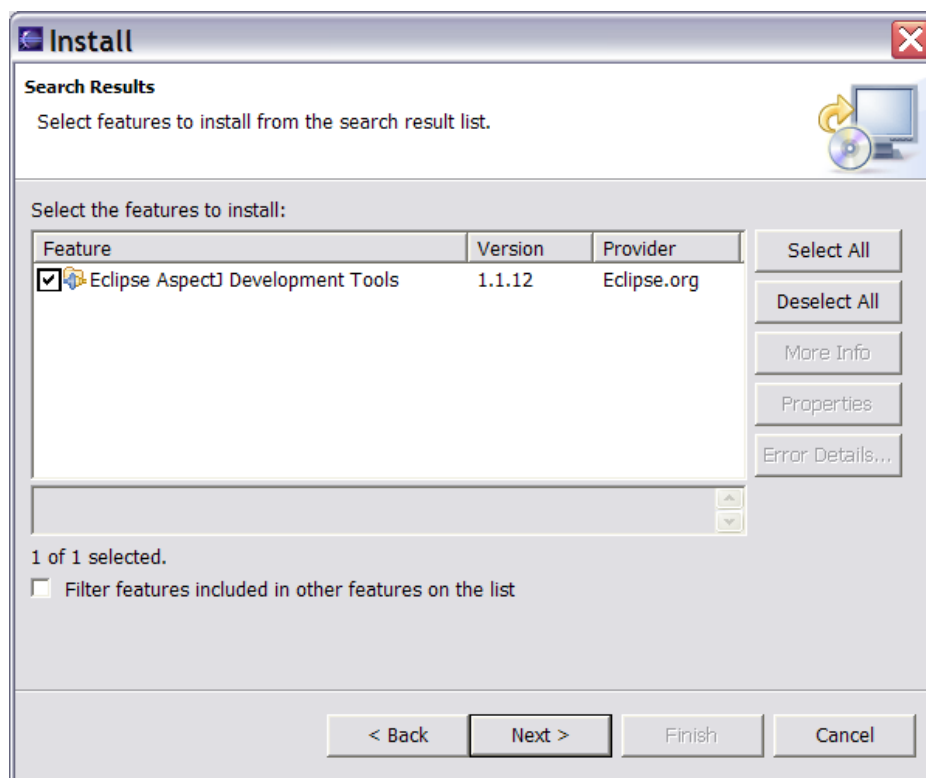 Install
Search Results
Select features to install from the search result list.
Select the features to install:
Feature Version Provider
Eclipse AspectJ Development Tools 1.1.12 Eclipse.org
Select All
Deselect All
More Info
Properties
Error Details...
1 of 1 selected.
Filter features included in other features on the list
< Back Next > Finish Cancel